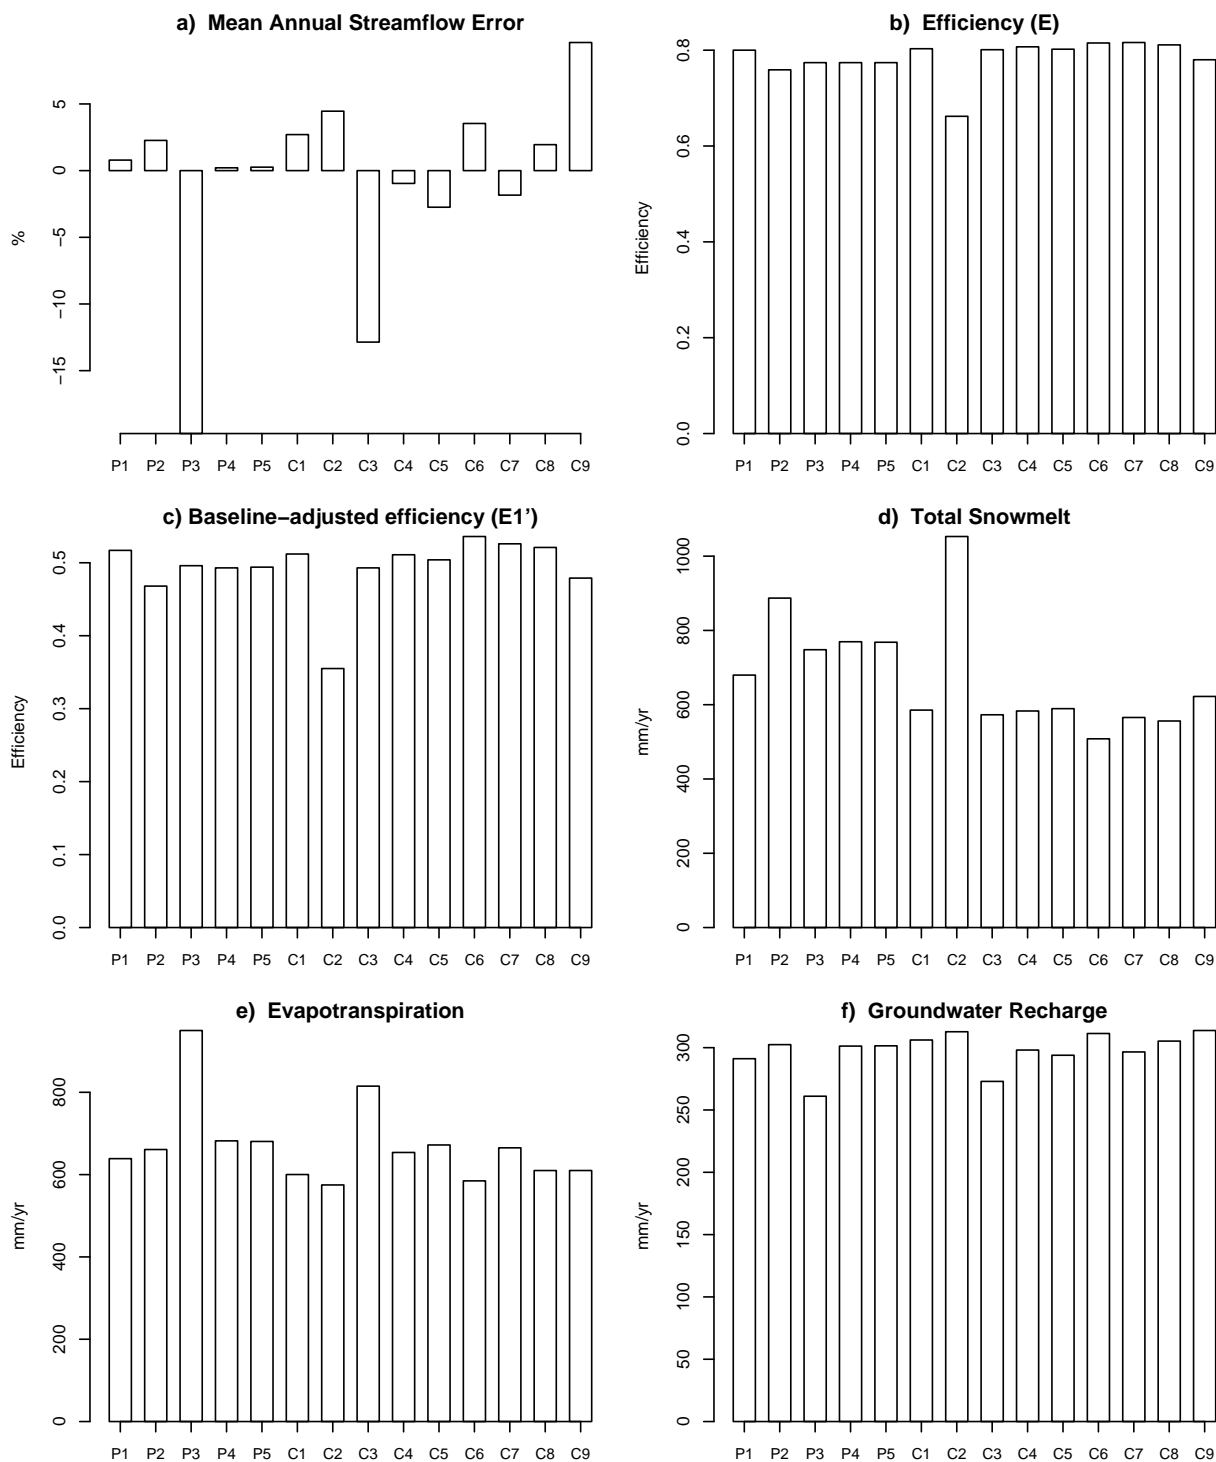 a)  Mean Annual Streamflow Error
%
5
0
−5
−10
−15
P1 P2 P3 P4 P5 C1 C2 C3 C4 C5 C6 C7 C8 C9
b)  Efficiency (E)
Efficiency
0.8
0.6
0.4
0.2
0.0
P1 P2 P3 P4 P5 C1 C2 C3 C4 C5 C6 C7 C8 C9
c) Baseline−adjusted efficiency (E1’)
Efficiency
0.5
0.4
0.3
0.2
0.1
0.0
P1 P2 P3 P4 P5 C1 C2 C3 C4 C5 C6 C7 C8 C9
d)  Total Snowmelt
mm/yr
1000
800
600
400
200
0
P1 P2 P3 P4 P5 C1 C2 C3 C4 C5 C6 C7 C8 C9
e)  Evapotranspiration
mm/yr
800
600
400
200
0
P1 P2 P3 P4 P5 C1 C2 C3 C4 C5 C6 C7 C8 C9
f)  Groundwater Recharge
mm/yr
300
250
200
150
100
50
0
P1 P2 P3 P4 P5 C1 C2 C3 C4 C5 C6 C7 C8 C9